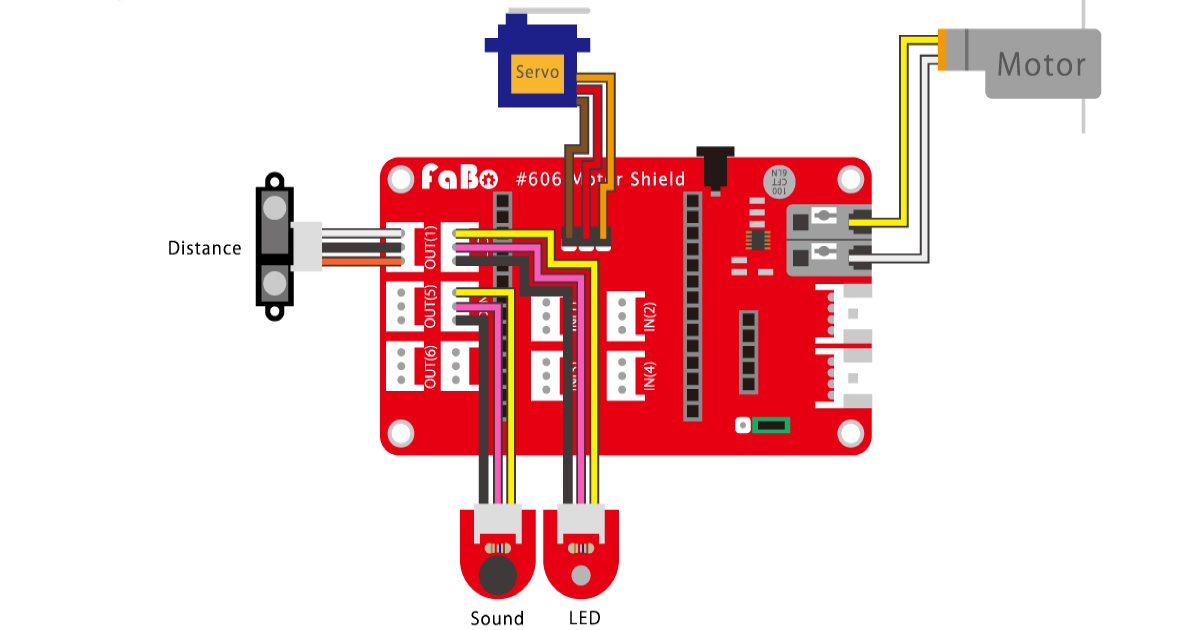 Servo
Motor
FaBo #606 Motor Shield
100
CFT
6LN
Distance
OUT(1)
OUT(5)
OUT(6)
IN(2)
IN(4)
Sound
LED